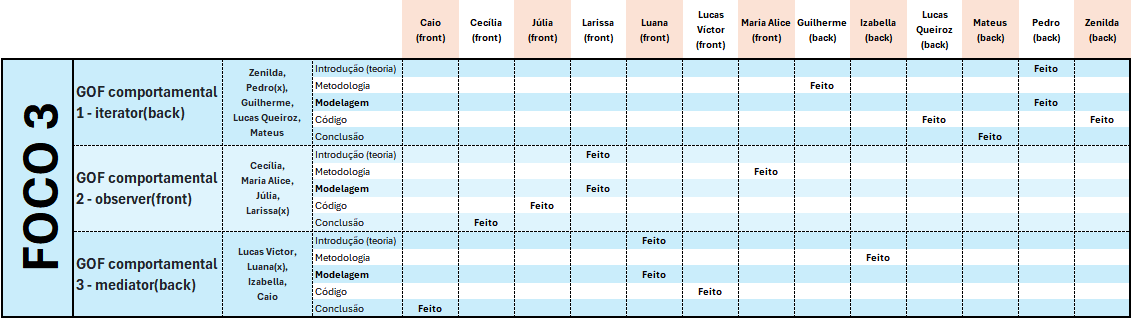 Caio (front) Cecília (front) Júlia (front) Larissa (front) Luana (front) Lucas Víctor (front) Maria Alice (front) Guilherme (back) Izabella (back) Lucas Queiroz (back) Mateus (back) Pedro (back) Zenilda (back)
FOCO 3
GOF comportamental
1 - iterator(back)
Zenilda,
Pedro(x),
Guilherme,
Lucas Queiroz,
Mateus
Introdução (teoria) Feito
Metodologia Feito
Modelagem Feito
Código Feito Feito
Conclusão Feito
GOF comportamental
2 - observer(front)
Cecília,
Maria Alice,
Júlia,
Larissa(x)
Introdução (teoria) Feito
Metodologia Feito
Modelagem Feito
Código Feito
Conclusão Feito
GOF comportamental
3 - mediator(back)
Lucas Victor,
Luana(x),
Izabella,
Caio
Introdução (teoria) Feito
Metodologia Feito
Modelagem Feito
Código Feito
Conclusão Feito